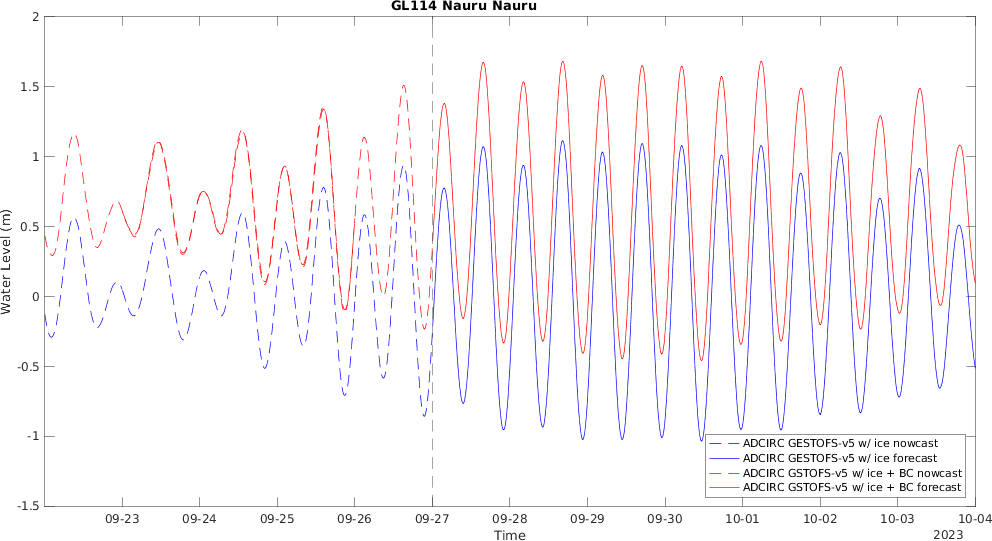 GL114 Nauru Nauru
2
1.5
1
0.5
0
-0.5
-1
-1.5
Water Level (m)
ADCIRC GESTOFS-v5 w/ ice nowcast
ADCIRC GESTOFS-v5 w/ ice forecast
ADCIRC GSTOFS-v5 w/ ice + BC nowcast
ADCIRC GSTOFS-v5 w/ ice + BC forecast
09-23 09-24 09-25 09-26 09-27 09-28 09-29 09-30 10-01 10-02 10-03 10-04
Time
2023